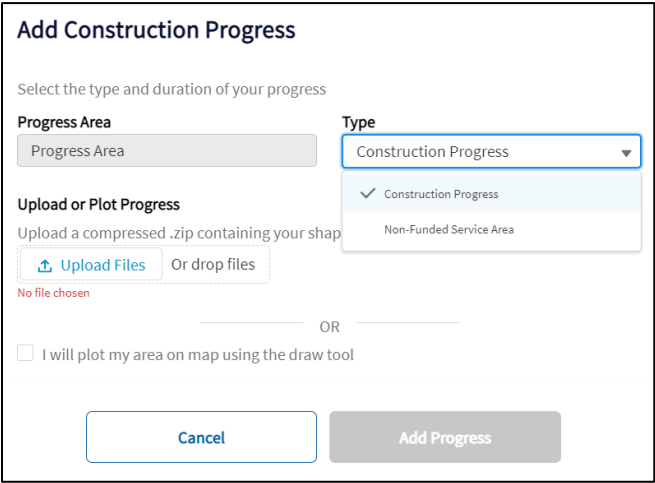 Add Construction Progress
Select the type and duration of your progress
Progress Area
Type
Progress Area
Construction Progress
Construction Progress
Non-Funded Service Area
Upload or Plot Progress
Upload a compressed .zip containing your shap
Upload Files
Or drop files
No file chosen
OR
I will plot my area on map using the draw tool
Cancel
Add Progress